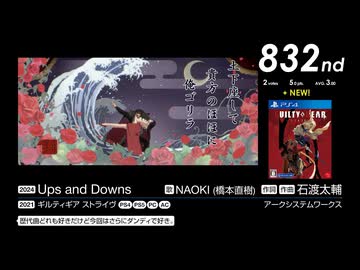 832nd
2 votes 5.0 pts. AVG. 3.00
+ NEW!
土下座して
貴方のほほに
俺ゴリラ
PS4
GUILTY GEAR
2024 Ups and Downs
歌 NAOKI (橋本直樹) 作詞 作曲 石渡太輔
2021 ギルティギア ストライヴ PS4 PS5 PC AC
アークシステムワークス
歴代曲どれも好きだけど今回はさらにダンディで好き。